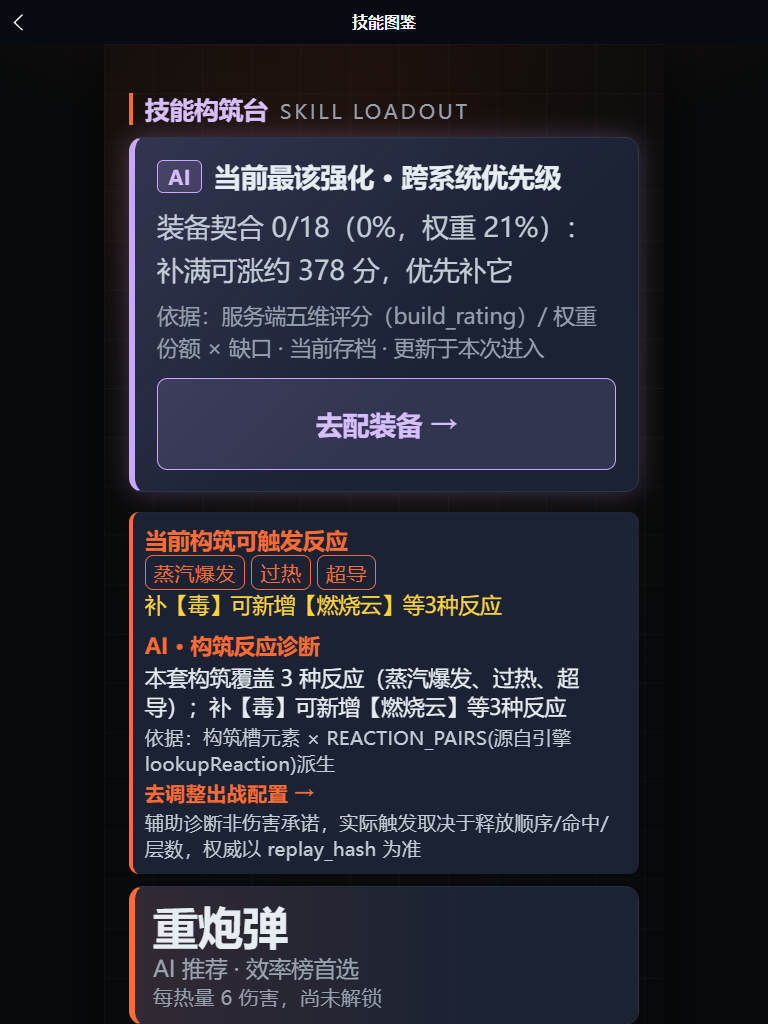 技能图鉴
技能构筑台 SKILL LOADOUT
AI 当前最该强化 · 跨系统优先级
装备契合 0/18（0%，权重 21%）：
补满可涨约 378 分，优先补它
依据：服务端五维评分（build_rating）/ 权重
份额 × 缺口 · 当前存档 · 更新于本次进入
去配装备 →
当前构筑可触发反应
蒸汽爆发 过热 超导
补【毒】可新增【燃烧云】等3种反应
AI · 构筑反应诊断
本套构筑覆盖 3 种反应（蒸汽爆发、过热、超
导）；补【毒】可新增【燃烧云】等3种反应
依据：构筑槽元素 × REACTION_PAIRS(源自引擎
lookupReaction)派生
去调整出战配置 →
辅助诊断非伤害承诺，实际触发取决于释放顺序/命中/
层数，权威以 replay_hash 为准
重炮弹
AI 推荐 · 效率榜首选
每热量 6 伤害，尚未解锁